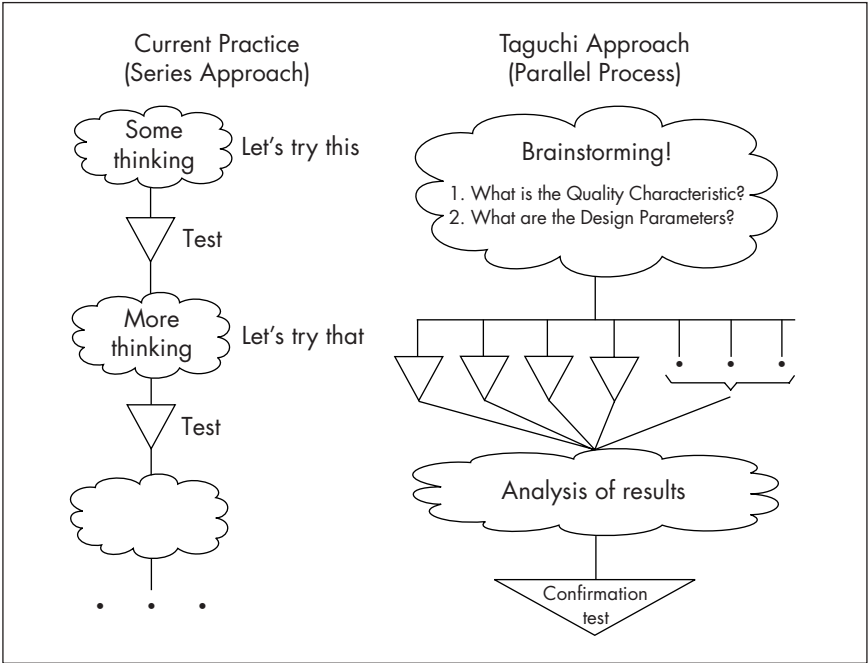 Current Practice
(Series Approach)
Some
thinking
Let's try this
Test
More
thinking
Let's try that
Test
Taguchi Approach
(Parallel Process)
Brainstorming!
1. What is the Quality Characteristic?
2. What are the Design Parameters?
Analysis of results
Confirmation
test